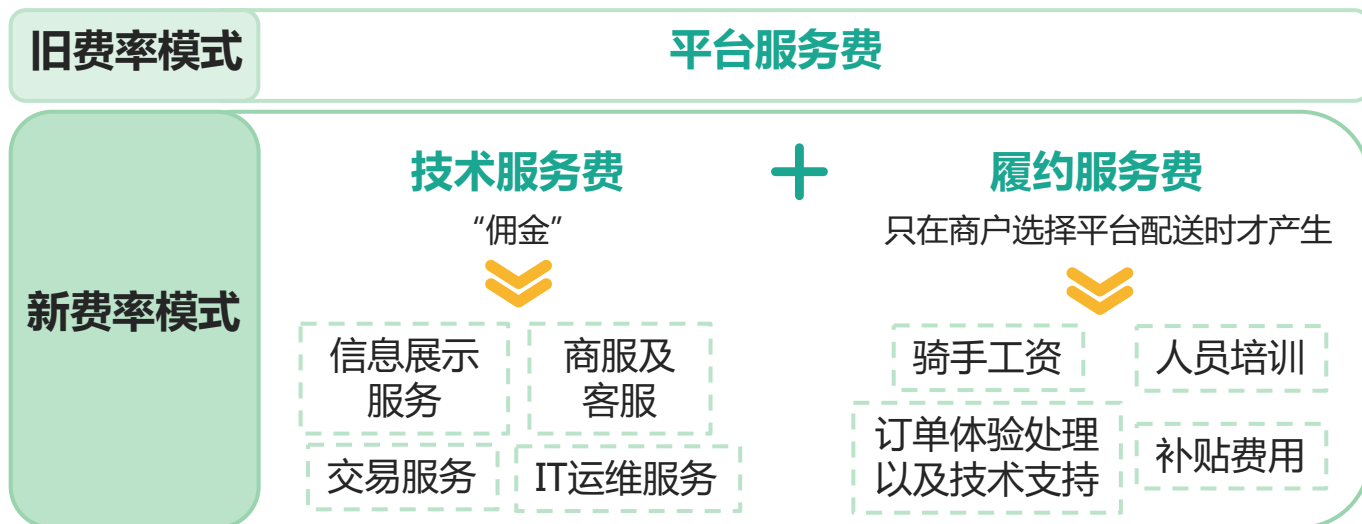 旧费率模式
平台服务费
新费率模式
技术服务费
+
履约服务费
“佣金”
只在商户选择平台配送时才产生
信息展示
服务
商服及
客服
交易服务
IT运维服务
骑手工资
人员培训
订单体验处理
以及技术支持
补贴费用